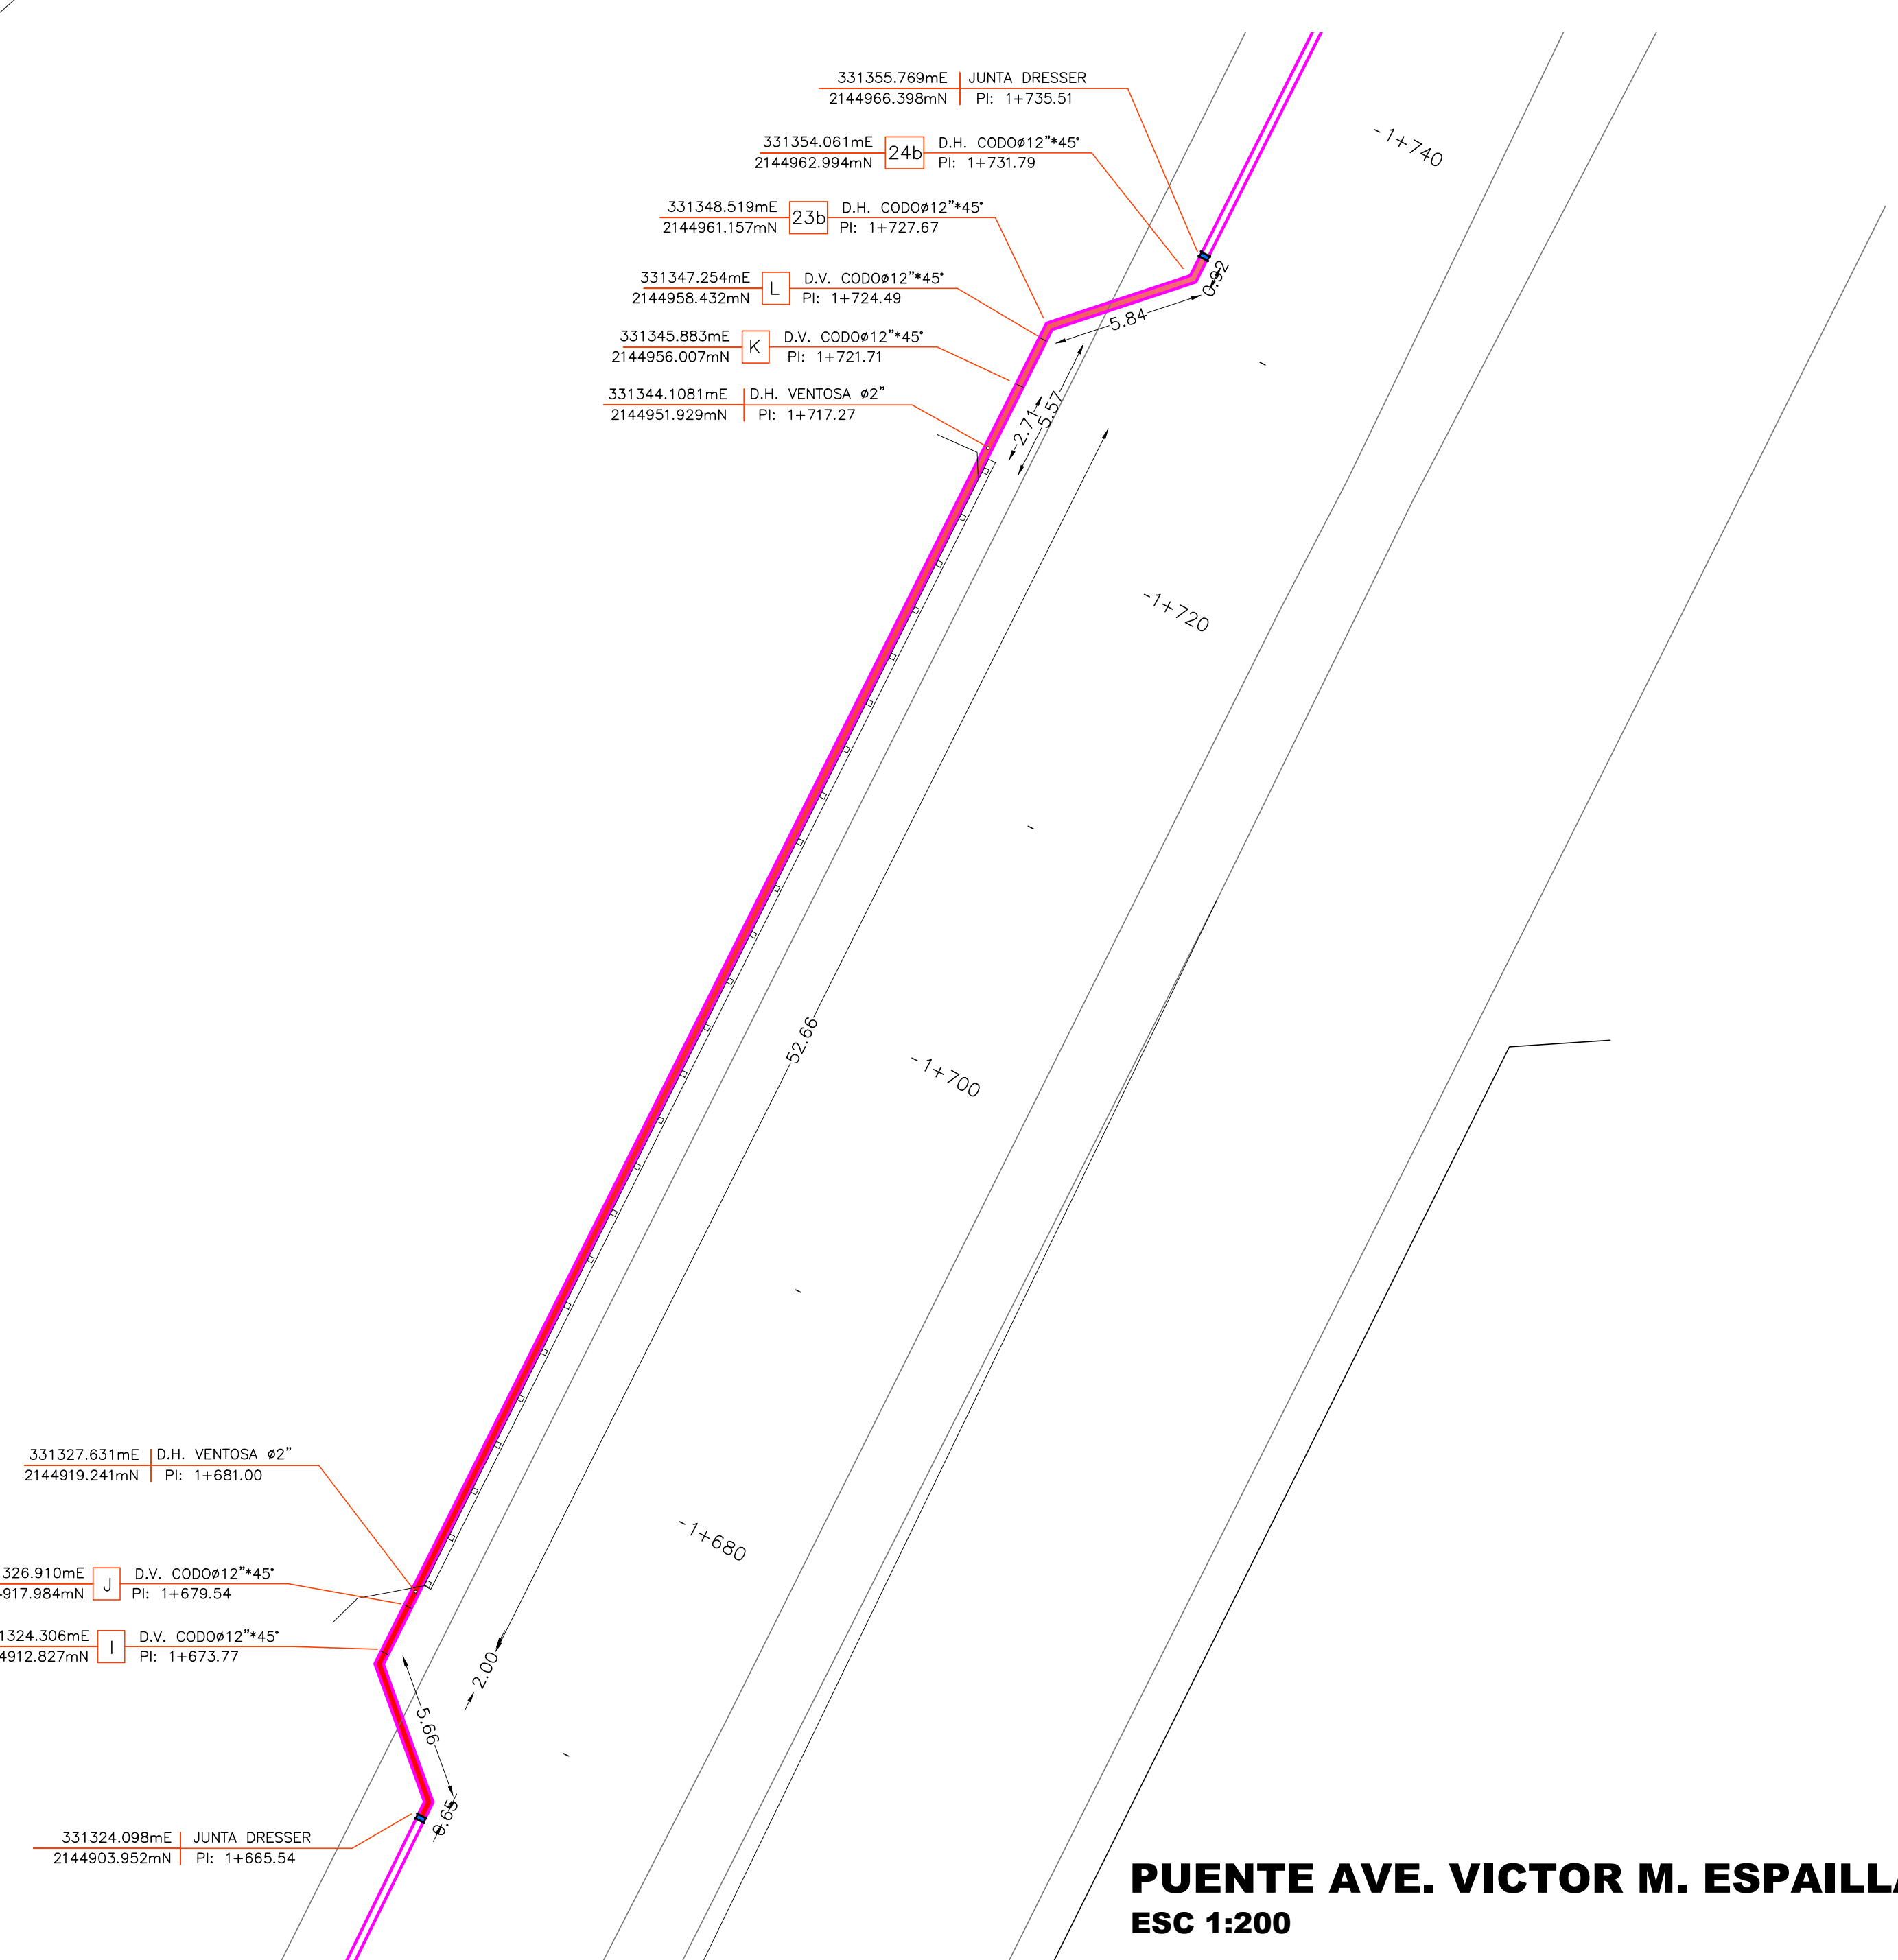 331355.769mE JUNTA DRESSER
2144966.398mN PI: 1+735.51
331354.061mE 24b D.H. CODOø12"*45°
2144962.994mN PI: 1+731.79
331348.519mE 23b D.H. CODOø12"*45°
2144961.157mN PI: 1+727.67
331347.254mE L D.V. CODOø12"*45°
2144958.432mN PI: 1+724.49
331345.883mE K D.V. CODOø12"*45°
2144956.007mN PI: 1+721.71
331344.1081mE D.H. VENTOSA ø2"
2144951.929mN PI: 1+717.27
-1+740
0.92
5.84
5.57
2.71
-1+720
52.66
-1+700
-1+680
331327.631mE D.H. VENTOSA ø2"
2144919.241mN PI: 1+681.00
326.910mE J D.V. CODOø12"*45°
917.984mN PI: 1+679.54
1324.306mE I D.V. CODOø12"*45°
4912.827mN PI: 1+673.77
2.00
5.66
0.65
331324.098mE JUNTA DRESSER
2144903.952mN PI: 1+665.54
PUENTE AVE. VICTOR M. ESPAILLA
ESC 1:200